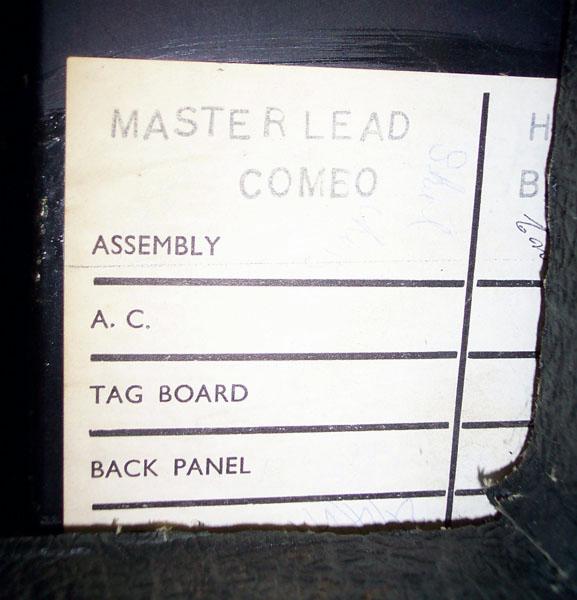 MASTER LEAD H
COMBO B
ASSEMBLY
A. C.
TAG BOARD
BACK PANEL